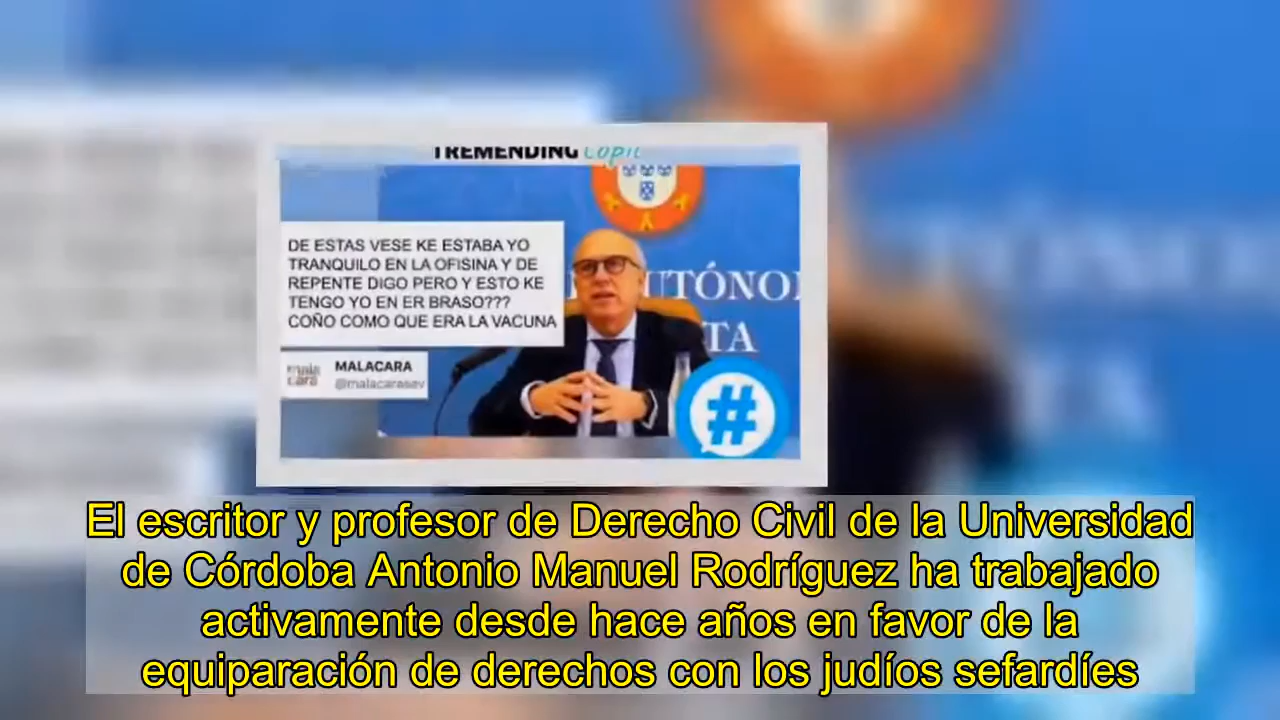 TREMENDING Topic
DE ESTAS VESE KE ESTABA YO
TRANQUILO EN LA OFISINA Y DE
REPENTE DIGO PERO Y ESTO KE
TENGO YO EN ER BRASO???
COÑO COMO QUE ERA LA VACUNA
mala
cara
MALACARA
@malacarasev
UTÓNO
TA
#
El escritor y profesor de Derecho Civil de la Universidad
de Córdoba Antonio Manuel Rodríguez ha trabajado
activamente desde hace años en favor de la
equiparación de derechos con los judíos sefardíes